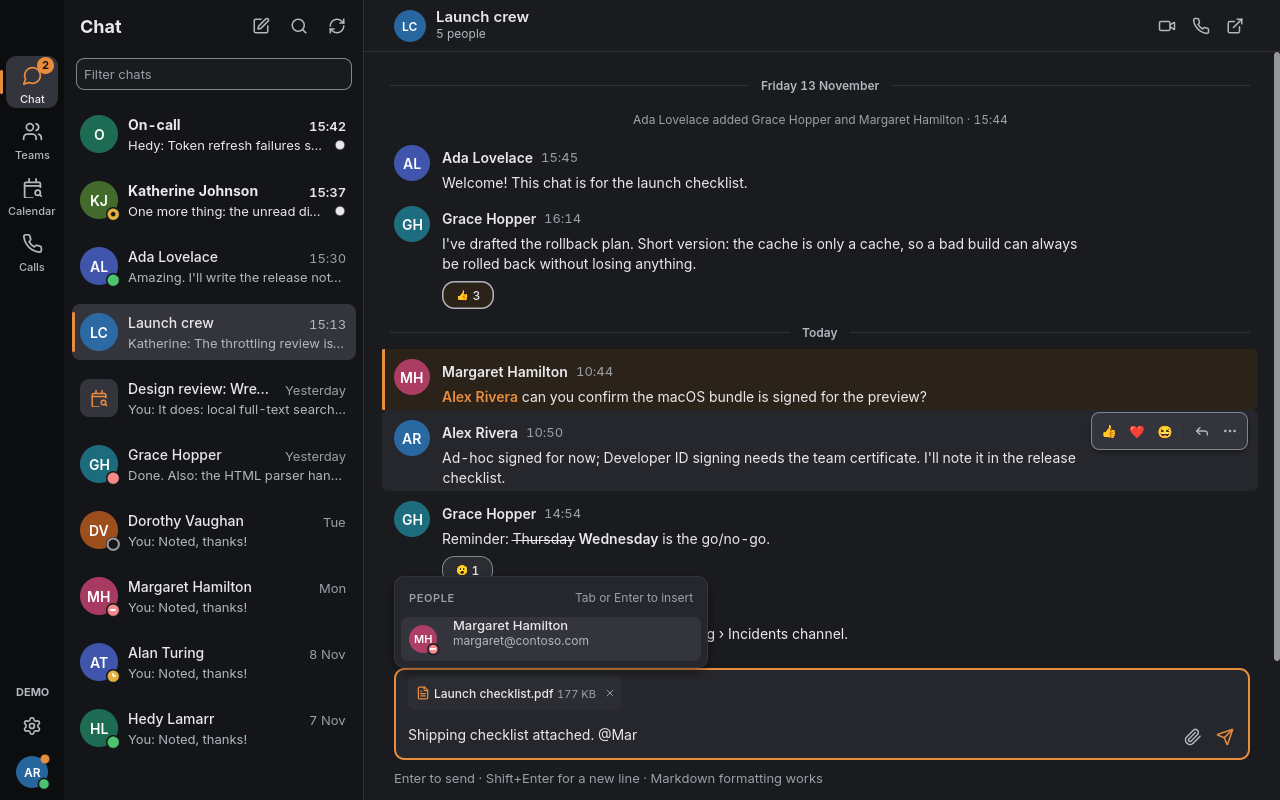 2
Chat
Teams
Calendar
Calls
DEMO
AR
Chat
Filter chats
O
On-call
15:42
Hedy: Token refresh failures s...
KJ
Katherine Johnson
15:37
One more thing: the unread di...
AL
Ada Lovelace
15:30
Amazing. I'll write the release not...
LC
Launch crew
15:13
Katherine: The throttling review is...
Design review: Wre...
Yesterday
You: It does: local full-text search...
GH
Grace Hopper
Yesterday
Done. Also: the HTML parser han...
DV
Dorothy Vaughan
Tue
You: Noted, thanks!
MH
Margaret Hamilton
Mon
You: Noted, thanks!
AT
Alan Turing
8 Nov
You: Noted, thanks!
HL
Hedy Lamarr
7 Nov
You: Noted, thanks!
LC
Launch crew
5 people
Friday 13 November
Ada Lovelace added Grace Hopper and Margaret Hamilton · 15:44
AL
Ada Lovelace 15:45
Welcome! This chat is for the launch checklist.
GH
Grace Hopper 16:14
I've drafted the rollback plan. Short version: the cache is only a cache, so a bad build can always
be rolled back without losing anything.
👍 3
Today
MH
Margaret Hamilton 10:44
Alex Rivera can you confirm the macOS bundle is signed for the preview?
AR
Alex Rivera 10:50
Ad-hoc signed for now; Developer ID signing needs the team certificate. I'll note it in the release
checklist.
GH
Grace Hopper 14:54
Reminder: Thursday Wednesday is the go/no-go.
😮 1
PEOPLE
Tab or Enter to insert
MH
Margaret Hamilton
margaret@contoso.com
g › Incidents channel.
Launch checklist.pdf 177 KB ×
Shipping checklist attached. @Mar
Enter to send · Shift+Enter for a new line · Markdown formatting works